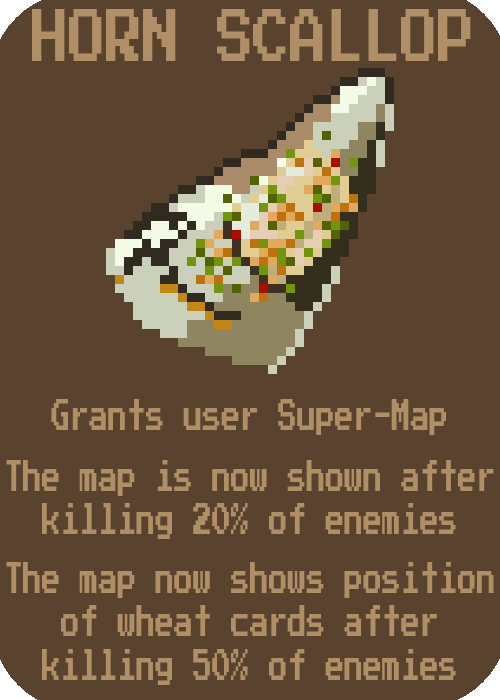 HORN SCALLOP
Grants user Super-Map
The map is now shown after
killing 20% of enemies
The map now shows position
of wheat cards after
killing 50% of enemies